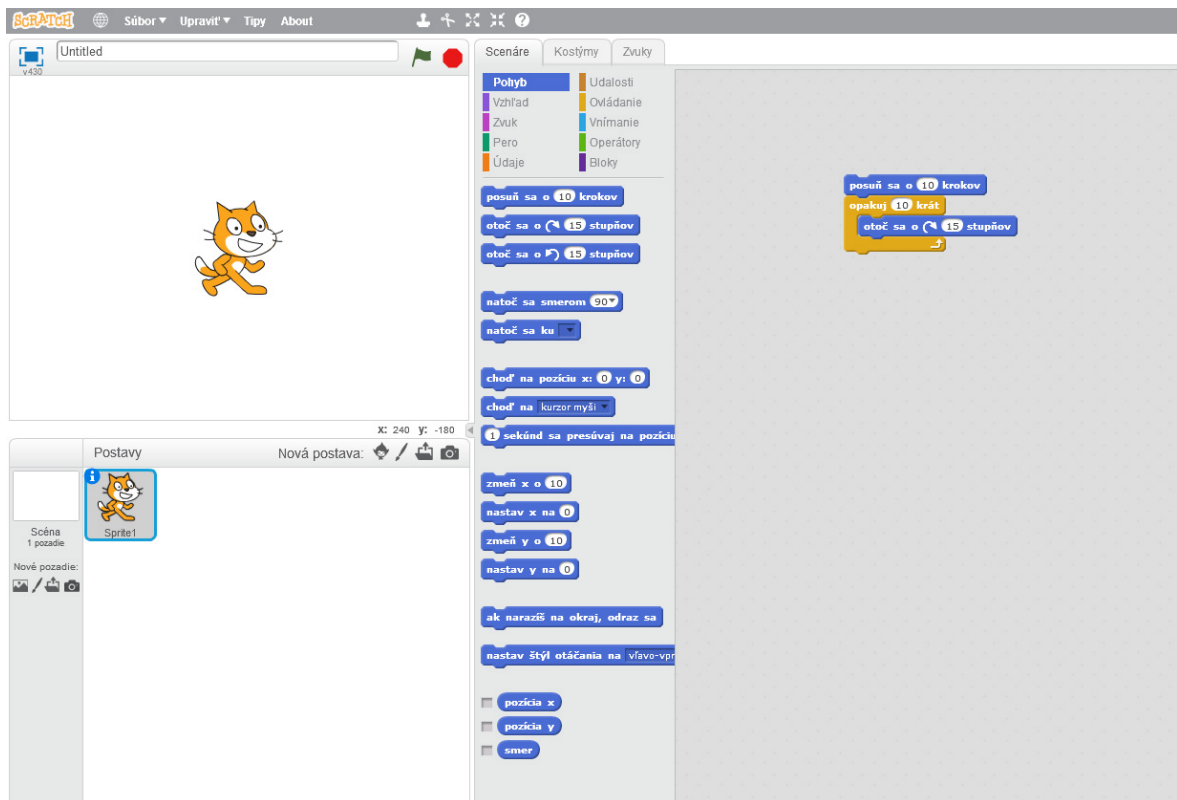 SCRATCH Súbor Upraviť Tipy About
v430
Untitled
x: 240 y: -180
Postavy Nová postava:
Scéna
1 pozadie
Nové pozadie:
Sprite1
Scenáre Kostýmy Zvuky
Pohyb Udalosti
Vzhľad Ovládanie
Zvuk Vnímanie
Pero Operátory
Údaje Bloky
posuň sa o 10 krokov
otoč sa o 15 stupňov
otoč sa o 15 stupňov
natoč sa smerom 90
natoč sa ku
choď na pozíciu x: 0 y: 0
choď na kurzor myši
1 sekúnd sa presúvaj na pozíciu
zmeň x o 10
nastav x na 0
zmeň y o 10
nastav y na 0
ak narazíš na okraj, odraz sa
nastav štýl otáčania na vľavo-vpr
pozícia x
pozícia y
smer
posuň sa o 10 krokov
opakuj 10 krát
otoč sa o 15 stupňov